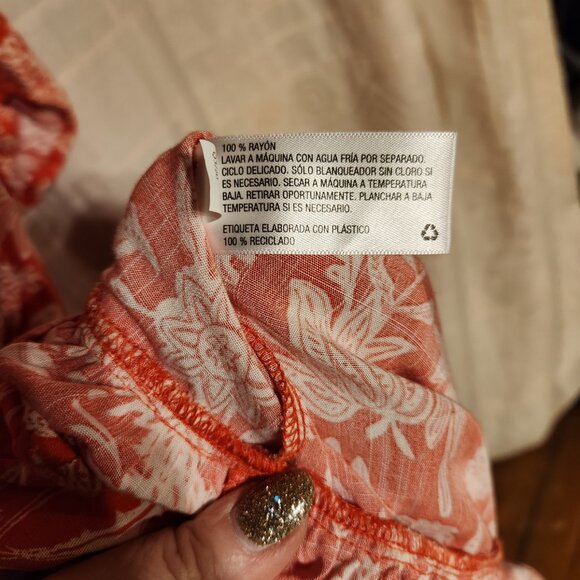 100 % RAYÓN
LAVAR A MÁQUINA CON AGUA FRÍA POR SEPARADO.
CICLO DELICADO. SÓLO BLANQUEADOR SIN CLORO SI
ES NECESARIO. SECAR A MÁQUINA A TEMPERATURA
BAJA. RETIRAR OPORTUNAMENTE. PLANCHAR A BAJA
TEMPERATURA SI ES NECESARIO.
ETIQUETA ELABORADA CON PLÁSTICO
100 % RECICLADO